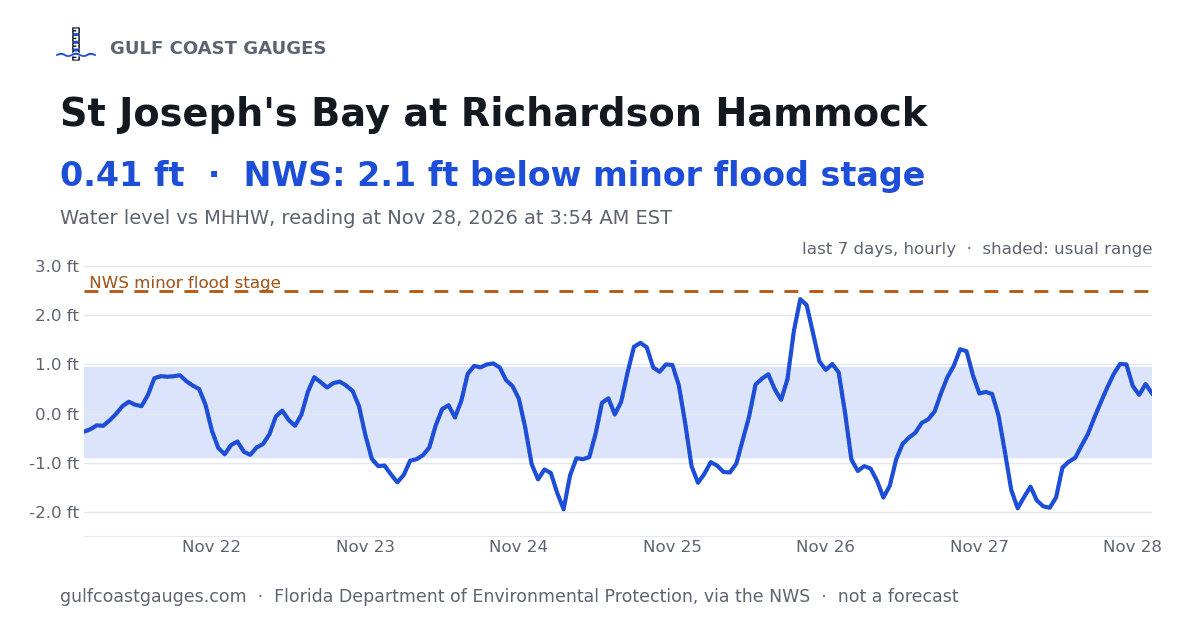 GULF COAST GAUGES
St Joseph's Bay at Richardson Hammock
0.41 ft · NWS: 2.1 ft below minor flood stage
Water level vs MHHW, reading at Nov 28, 2026 at 3:54 AM EST
last 7 days, hourly · shaded: usual range
3.0 ft
NWS minor flood stage
2.0 ft
1.0 ft
0.0 ft
-1.0 ft
-2.0 ft
Nov 22 Nov 23 Nov 24 Nov 25 Nov 26 Nov 27 Nov 28
gulfcoastgauges.com · Florida Department of Environmental Protection, via the NWS · not a forecast